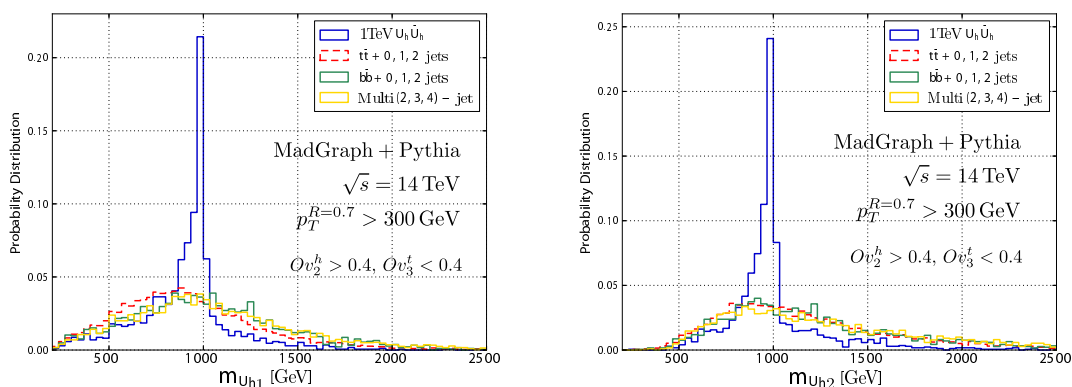 Probability Distribution
0.20
0.15
0.10
0.05
0.00
500
1000
1500
2000
2500
m_{Uh1} [GeV]
1TeV U_h Ū_h
tt̄ + 0, 1, 2 jets
bb̄ + 0, 1, 2 jets
Multi (2, 3, 4) − jet
MadGraph + Pythia
√s = 14 TeV
p_T^{R=0.7} > 300 GeV
Ov_2^h > 0.4, Ov_3^t < 0.4
Probability Distribution
0.25
0.20
0.15
0.10
0.05
0.00
500
1000
1500
2000
2500
m_{Uh2} [GeV]
1TeV U_h Ū_h
tt̄ + 0, 1, 2 jets
bb̄ + 0, 1, 2 jets
Multi (2, 3, 4) − jet
MadGraph + Pythia
√s = 14 TeV
p_T^{R=0.7} > 300 GeV
Ov_2^h > 0.4, Ov_3^t < 0.4